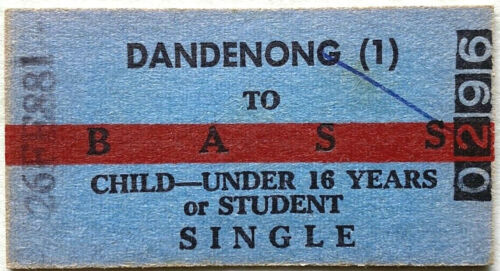 DANDENONG (1)
TO
B A S S
CHILD—UNDER 16 YEARS
or STUDENT
SINGLE
0296